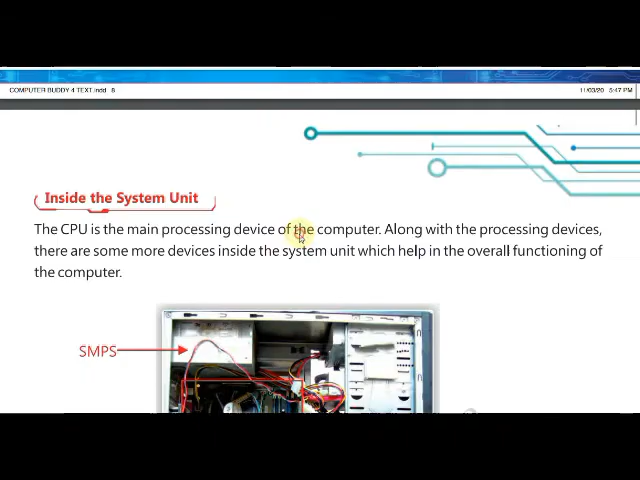 COMPUTER BUDDY 4 TEXT.indd 8
11/03/20 5:47 PM
Inside the System Unit
The CPU is the main processing device of the computer. Along with the processing devices,
there are some more devices inside the system unit which help in the overall functioning of
the computer.
SMPS